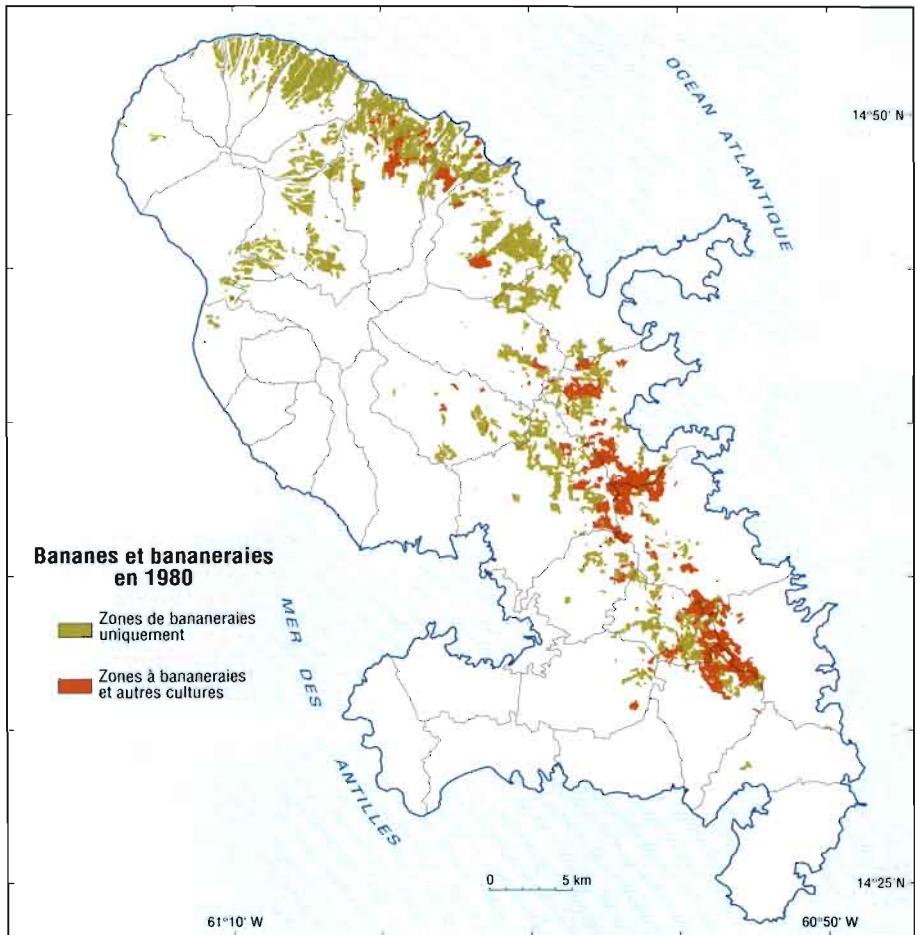 OCEAN ATLANTIQUE
14°50' N
Bananes et bananeraies
en 1980
Zones de bananeraies
uniquement
Zones à bananeraies
et autres cultures
MER DES ANTILLES
0 5 km
14°25' N
61°10' W
60°50' W